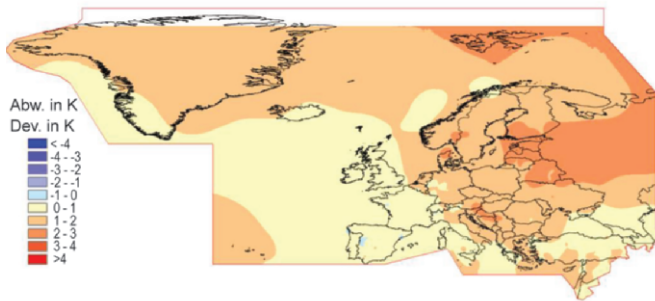 Abw. in K
Dev. in K
< -4
-4 - -3
-3 - -2
-2 - -1
-1 - 0
0 - 1
1 - 2
2 - 3
3 - 4
>4